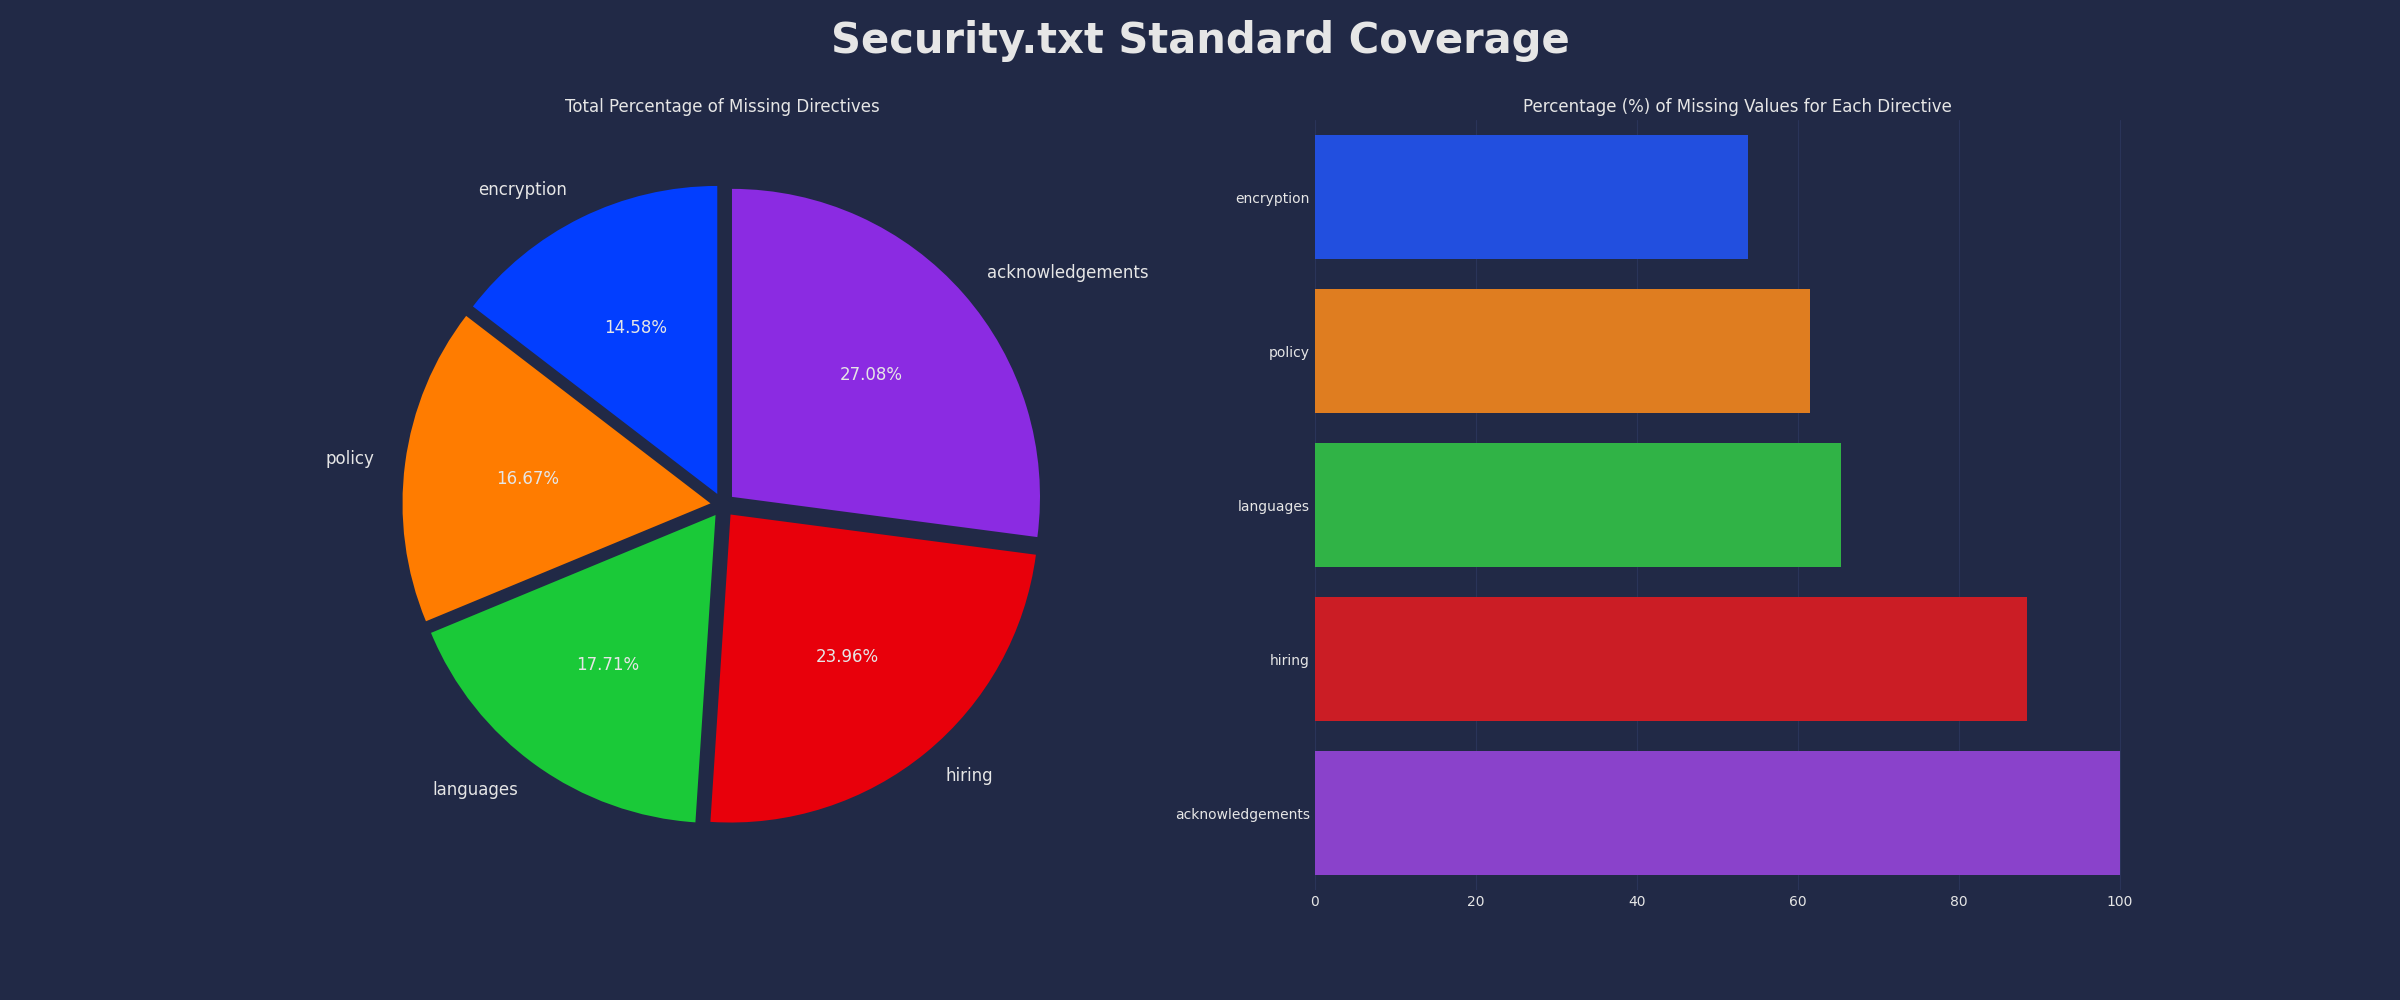 Security.txt Standard Coverage
Total Percentage of Missing Directives
encryption
14.58%
policy
16.67%
languages
17.71%
hiring
23.96%
acknowledgements
27.08%
Percentage (%) of Missing Values for Each Directive
encryption
policy
languages
hiring
acknowledgements
0 20 40 60 80 100